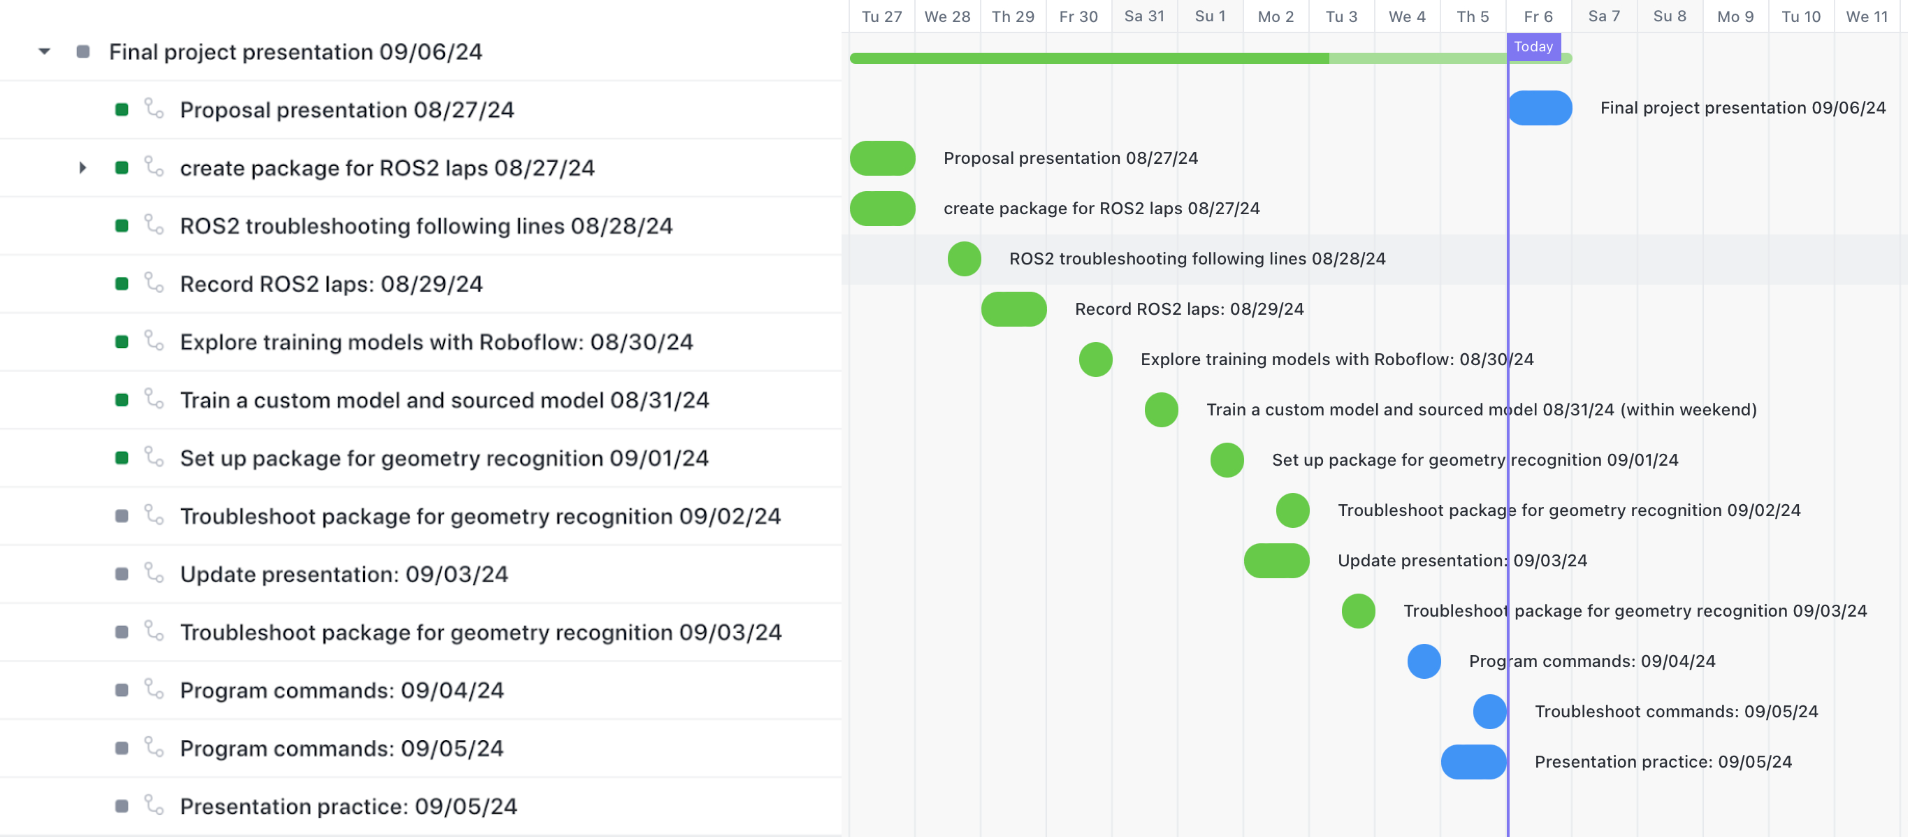 Final project presentation 09/06/24
Proposal presentation 08/27/24
create package for ROS2 laps 08/27/24
ROS2 troubleshooting following lines 08/28/24
Record ROS2 laps: 08/29/24
Explore training models with Roboflow: 08/30/24
Train a custom model and sourced model 08/31/24
Set up package for geometry recognition 09/01/24
Troubleshoot package for geometry recognition 09/02/24
Update presentation: 09/03/24
Troubleshoot package for geometry recognition 09/03/24
Program commands: 09/04/24
Program commands: 09/05/24
Presentation practice: 09/05/24
Tu 27 We 28 Th 29 Fr 30 Sa 31 Su 1 Mo 2 Tu 3 We 4 Th 5 Fr 6 Sa 7 Su 8 Mo 9 Tu 10 We 11
Today
Final project presentation 09/06/24
Proposal presentation 08/27/24
create package for ROS2 laps 08/27/24
ROS2 troubleshooting following lines 08/28/24
Record ROS2 laps: 08/29/24
Explore training models with Roboflow: 08/30/24
Train a custom model and sourced model 08/31/24 (within weekend)
Set up package for geometry recognition 09/01/24
Troubleshoot package for geometry recognition 09/02/24
Update presentation: 09/03/24
Troubleshoot package for geometry recognition 09/03/24
Program commands: 09/04/24
Troubleshoot commands: 09/05/24
Presentation practice: 09/05/24